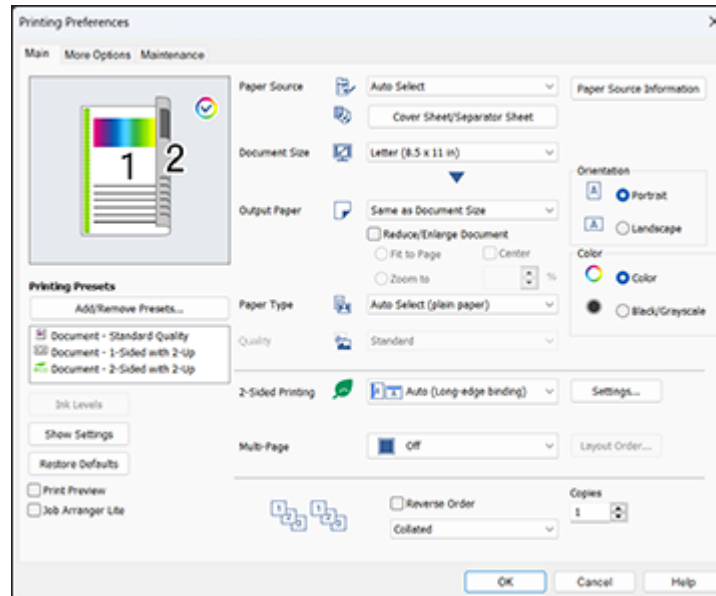 Printing Preferences
Main More Options Maintenance
Paper Source Auto Select Paper Source Information
Cover Sheet/Separator Sheet
Document Size Letter (8.5 x 11 in)
Orientation
Portrait
Landscape
1 2
Output Paper Same as Document Size
Reduce/Enlarge Document
Fit to Page Center
Zoom to %
Color
Color
Black/Grayscale
Printing Presets
Add/Remove Presets...
Document - Standard Quality
Document - 1-Sided with 2-Up
Document - 2-Sided with 2-Up
Paper Type Auto Select (plain paper)
Quality Standard
Ink Levels
Show Settings
Restore Defaults
Print Preview
Job Arranger Lite
2-Sided Printing Auto (Long-edge binding) Settings...
Multi-Page Off Layout Order...
Reverse Order
Collated
Copies
1
OK Cancel Help